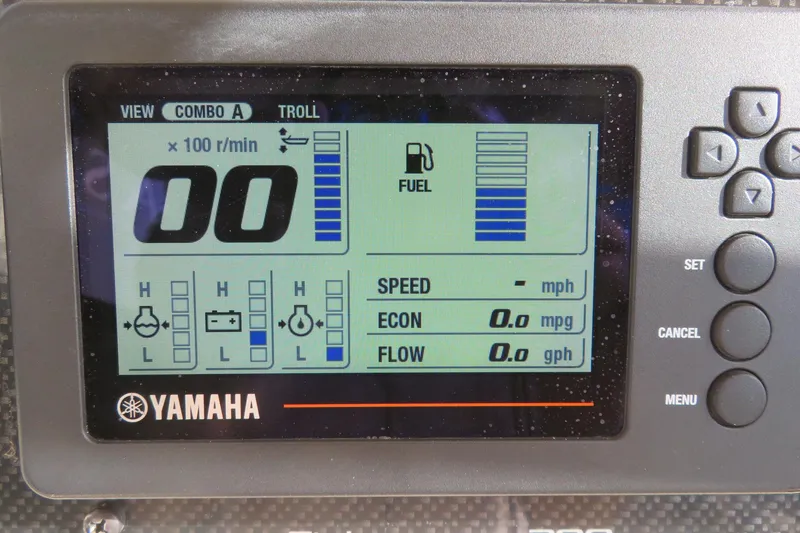 VIEW COMBO A TROLL
× 100 r/min
00
FUEL
H H H
- +
L L L
SPEED - mph
ECON 0.0 mpg
FLOW 0.0 gph
SET
CANCEL
MENU
YAMAHA